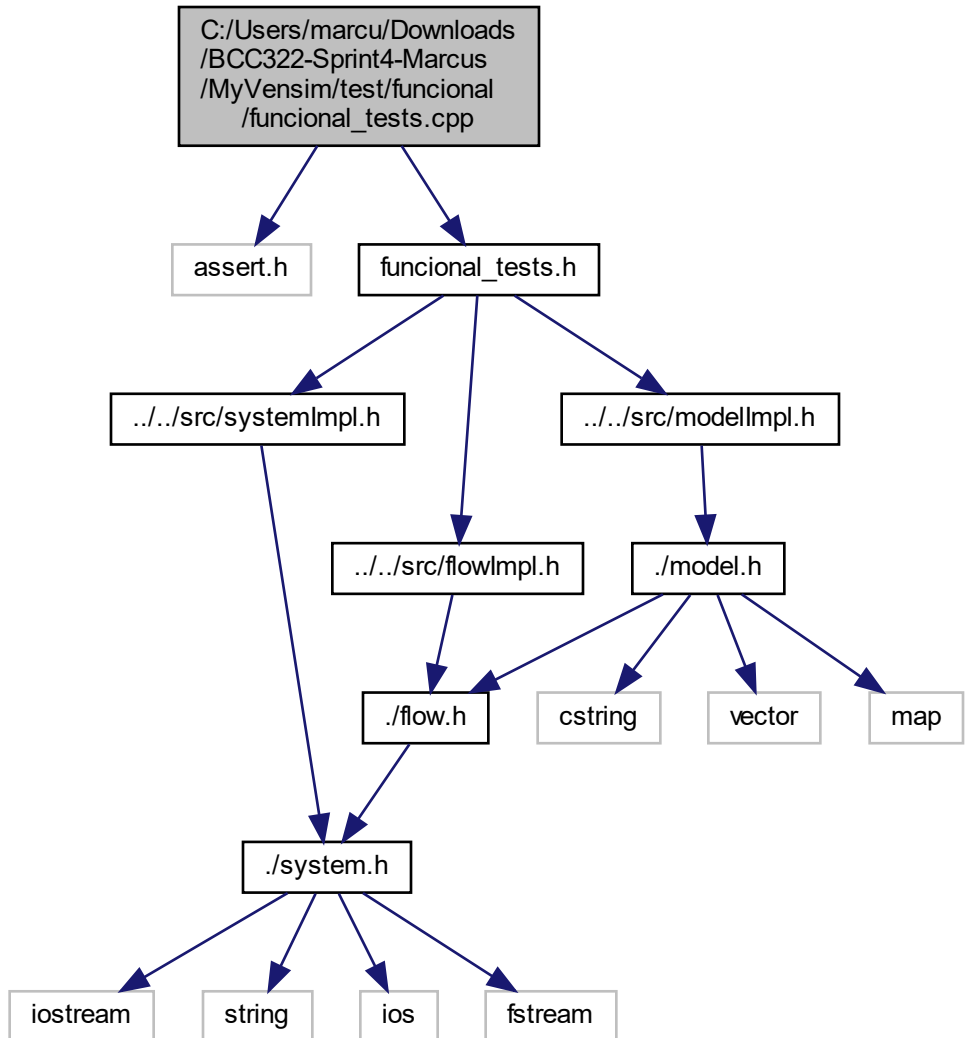 C:/Users/marcu/Downloads
/BCC322-Sprint4-Marcus
/MyVensim/test/funcional
/funcional_tests.cpp
assert.h
funcional_tests.h
../../src/systemImpl.h
../../src/modelImpl.h
../../src/flowImpl.h
./model.h
./flow.h
cstring
vector
map
./system.h
iostream
string
ios
fstream